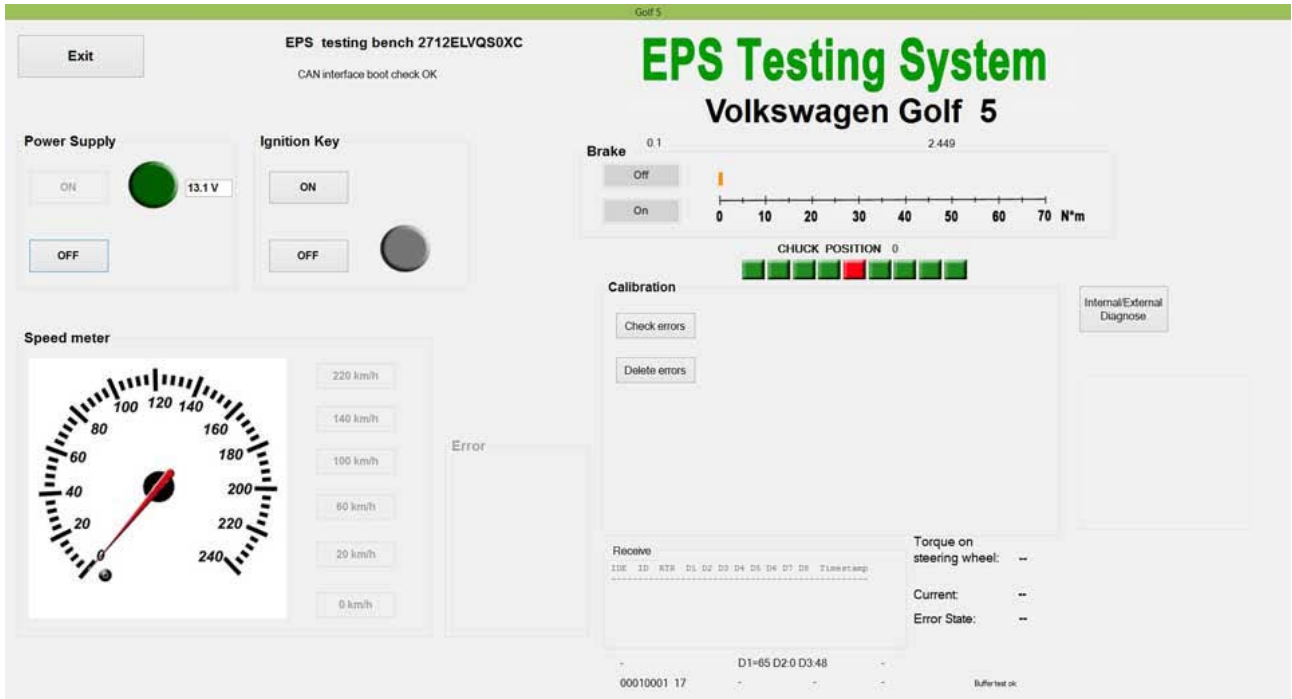 Golf 5
Exit
EPS testing bench 2712ELVQS0XC
CAN interface boot check OK
EPS Testing System
Volkswagen Golf 5
Power Supply
ON
13.1 V
OFF
Ignition Key
ON
OFF
Brake
0.1
2.449
Off
On
0 10 20 30 40 50 60 70 N*m
CHUCK POSITION 0
Calibration
Check errors
Delete errors
Internal/External
Diagnose
Speed meter
0 20 40 60 80 100 120 140 160 180 200 220 240
220 km/h
140 km/h
100 km/h
60 km/h
20 km/h
0 km/h
Error
Receive
IDE ID RTR D1 D2 D3 D4 D5 D6 D7 D8 Timestamp
Torque on
steering wheel: --
Current: --
Error State: --
- D1=65 D2:0 D3:48 -
00010001 17 - - -
Buffer test ok